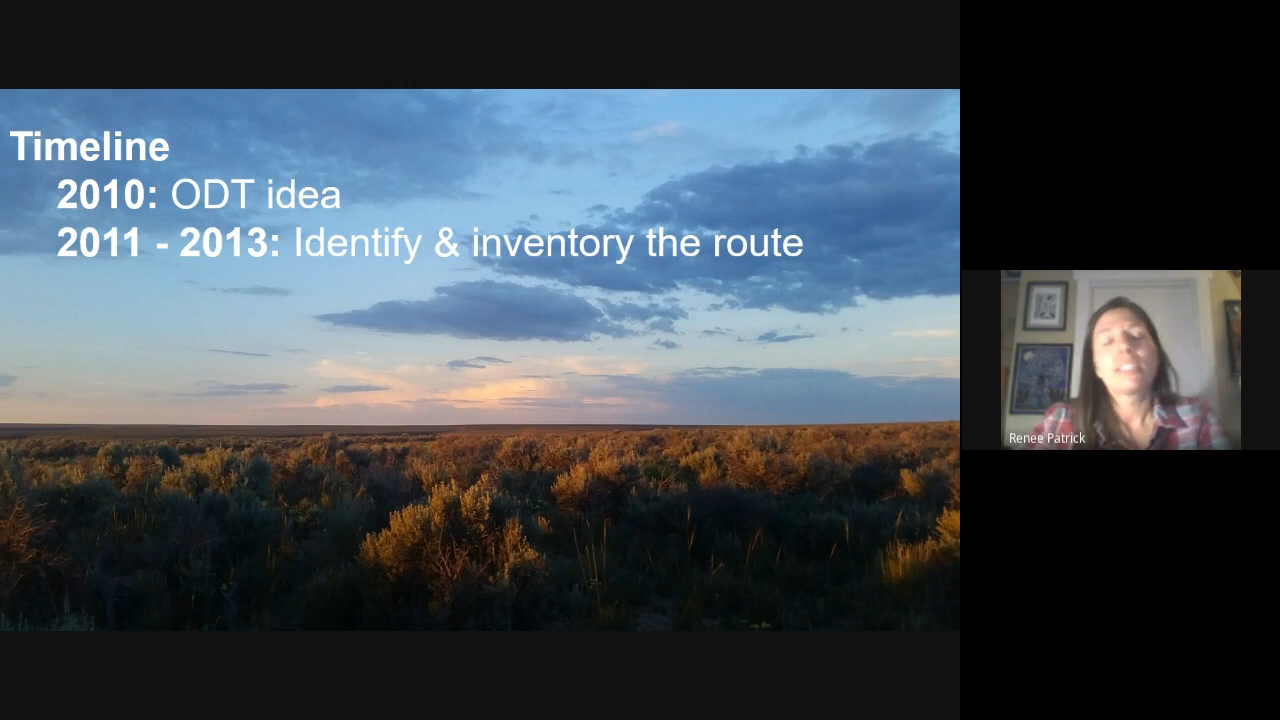 Timeline
2010: ODT idea
2011 - 2013: Identify & inventory the route
Renee Patrick